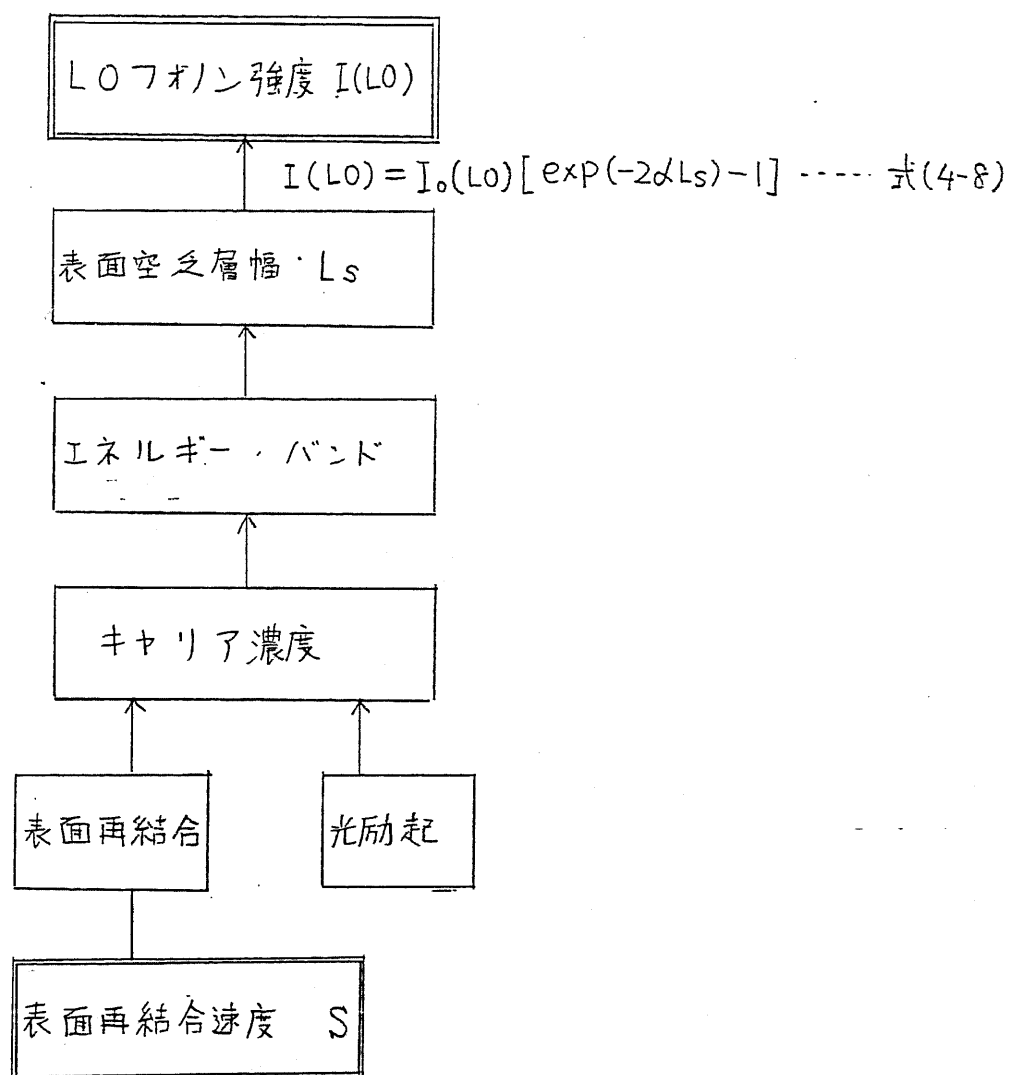 LOフォノン強度 I(LO)
I(LO) = I₀(LO)[exp(-2αLs)-1] ····· 式(4-8)
表面空乏層幅・Ls
エネルギー・バンド
キャリア濃度
表面再結合
光励起
表面再結合速度 S